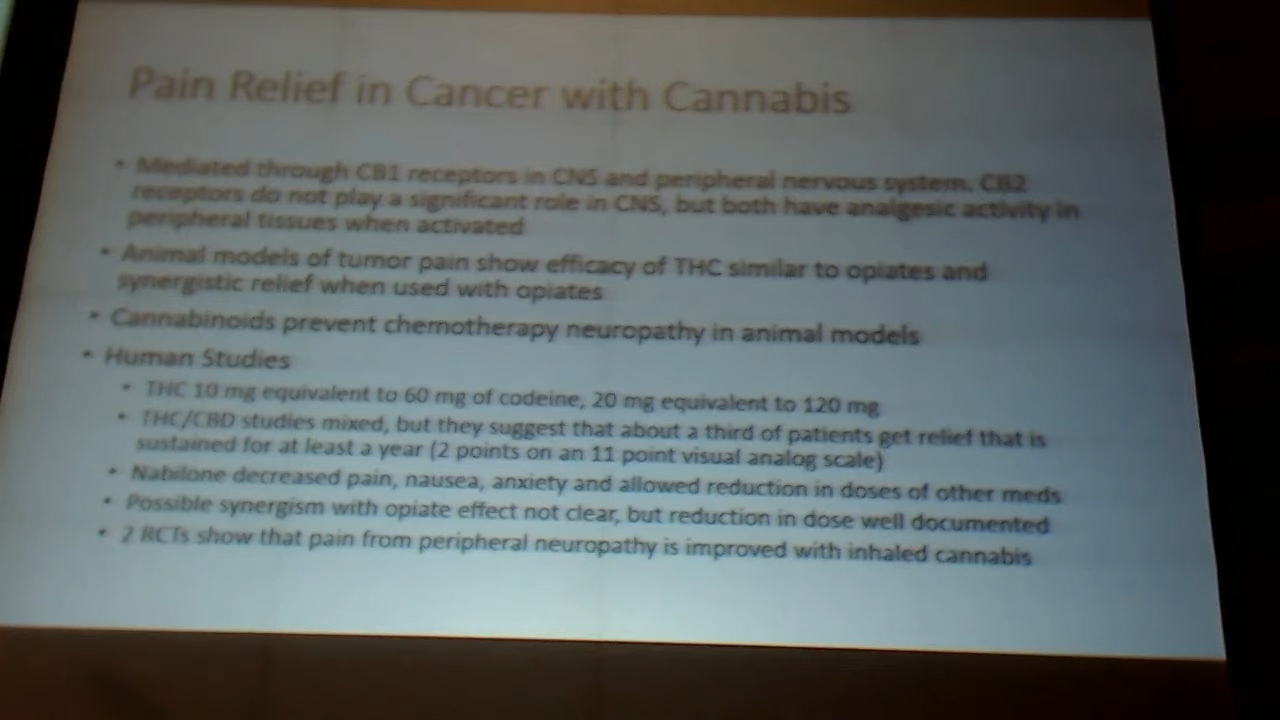 Pain Relief in Cancer with Cannabis
• Mediated through CB1 receptors in CNS and peripheral nervous system. CB2
receptors do not play a significant role in CNS, but both have analgesic activity in
peripheral tissues when activated
• Animal models of tumor pain show efficacy of THC similar to opiates and
synergistic relief when used with opiates
• Cannabinoids prevent chemotherapy neuropathy in animal models
• Human Studies
• THC 10 mg equivalent to 60 mg of codeine, 20 mg equivalent to 120 mg
• THC/CBD studies mixed, but they suggest that about a third of patients get relief that is
sustained for at least a year (2 points on an 11 point visual analog scale)
• Nabilone decreased pain, nausea, anxiety and allowed reduction in doses of other meds
• Possible synergism with opiate effect not clear, but reduction in dose well documented
• 2 RCTs show that pain from peripheral neuropathy is improved with inhaled cannabis